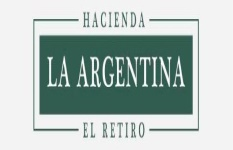 HACIENDA
LA ARGENTINA
EL RETIRO